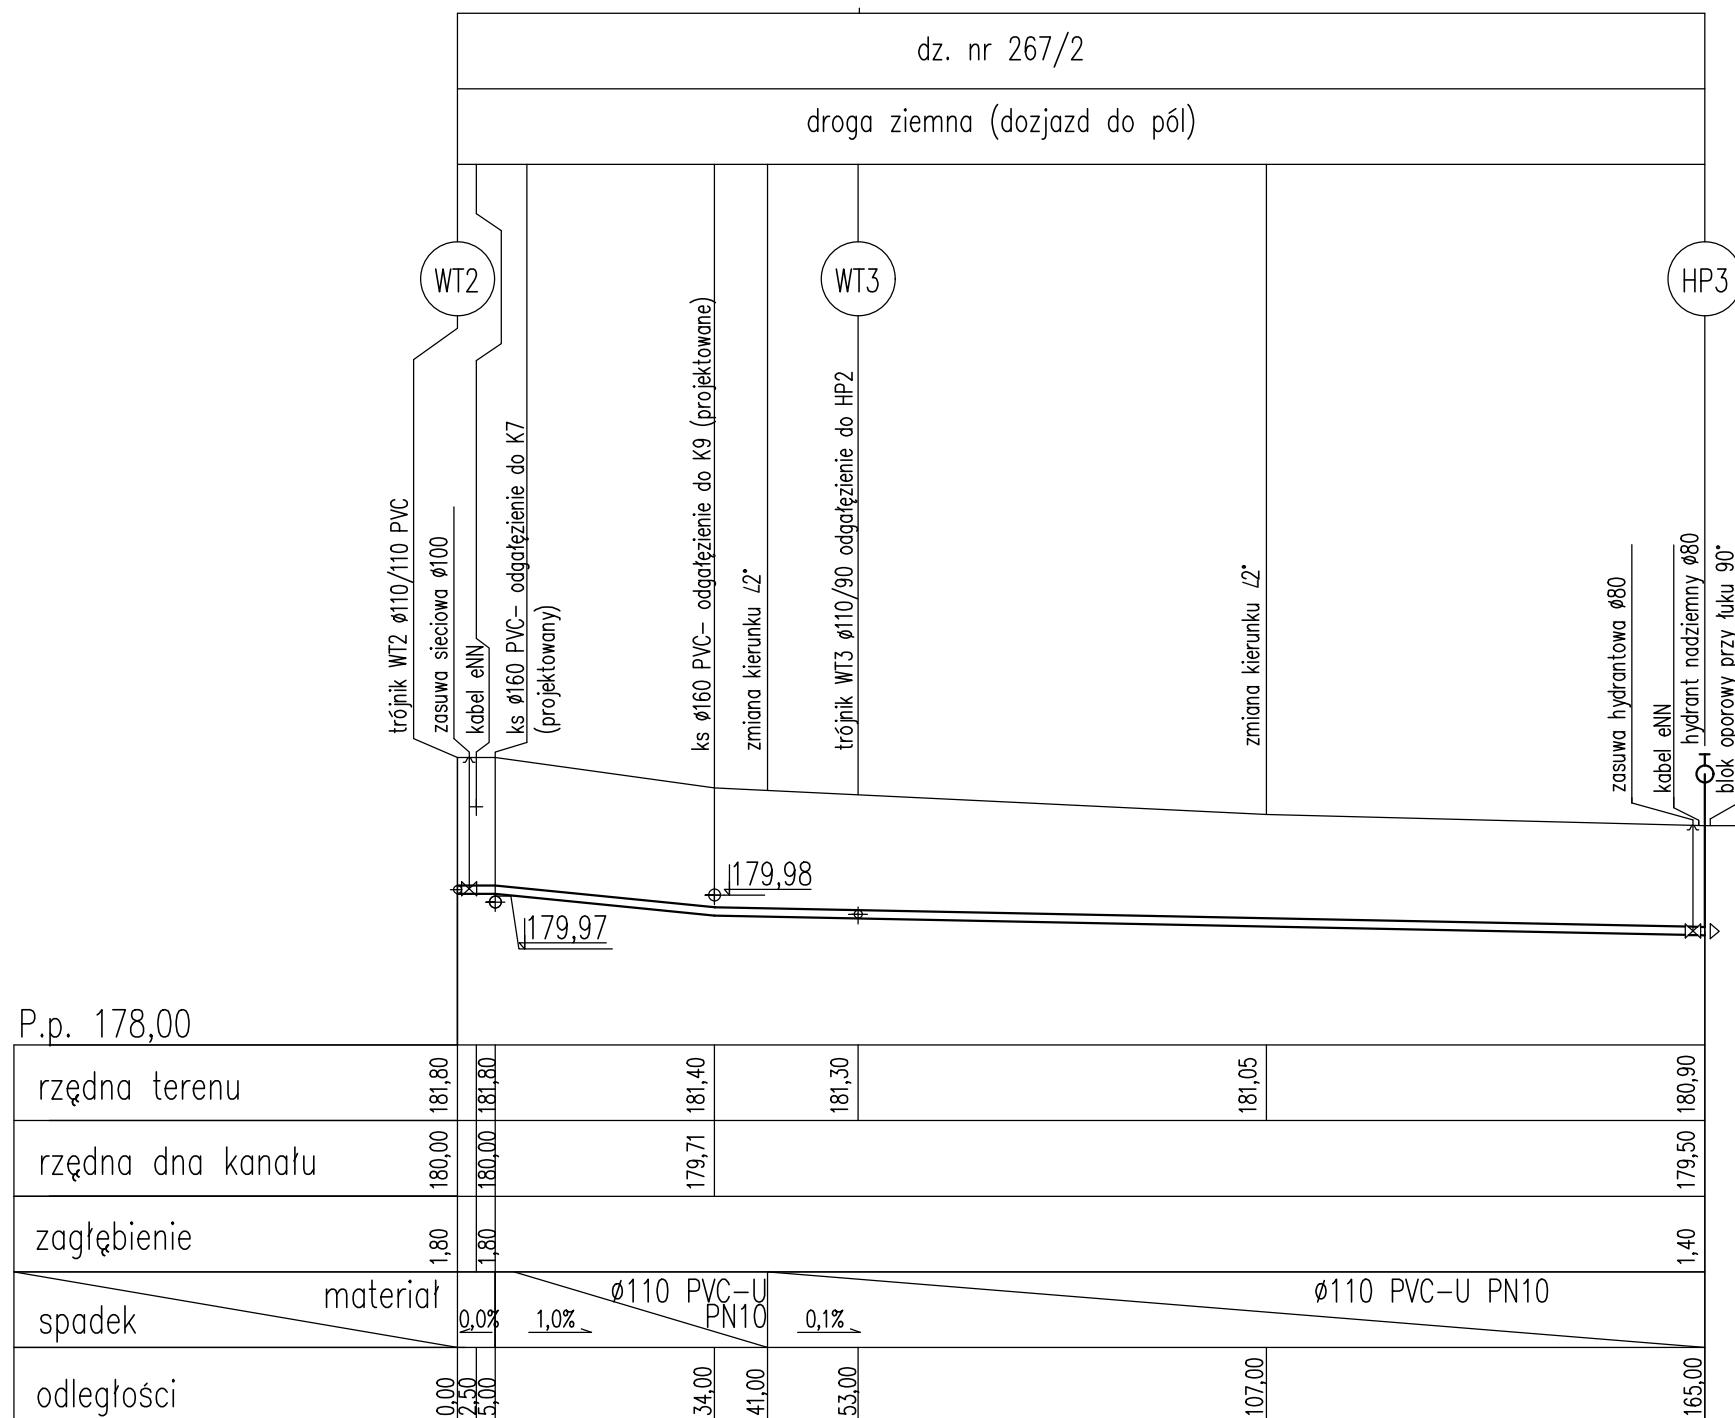 dz. nr 267/2
droga ziemna (dozjazd do pól)
WT2
WT3
HP3
trójnik WT2 ø110/110 PVC
zasuwa sieciowa ø100
kabel eNN
ks ø160 PVC- odgałęzienie do K7
(projektowany)
ks ø160 PVC- odgałęzienie do K9 (projektowane)
zmiana kierunku ∠2°
trójnik WT3 ø110/90 odgałęzienie do HP2
zmiana kierunku ∠2°
zasuwa hydrantowa ø80
kabel eNN
hydrant nadziemny ø80
blok oporowy przy łuku 90°
179,98
179,97
P.p. 178,00
rzędna terenu 181,80 181,80 181,40 181,30 181,05 180,90
rzędna dna kanału 180,00 180,00 179,71 179,50
zagłębienie 1,80 1,80 1,40
materiał ø110 PVC-U PN10 ø110 PVC-U PN10
spadek 0,0% 1,0% 0,1%
odległości 0,00 2,50 5,00 34,00 41,00 53,00 107,00 165,00